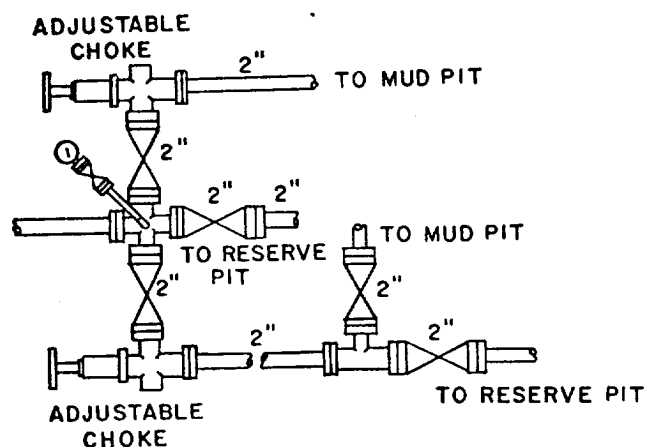 ADJUSTABLE
CHOKE
2"
TO MUD PIT
1
2"
2"
2"
TO RESERVE
PIT
2"
TO MUD PIT
2"
2"
2"
TO RESERVE PIT
ADJUSTABLE
CHOKE